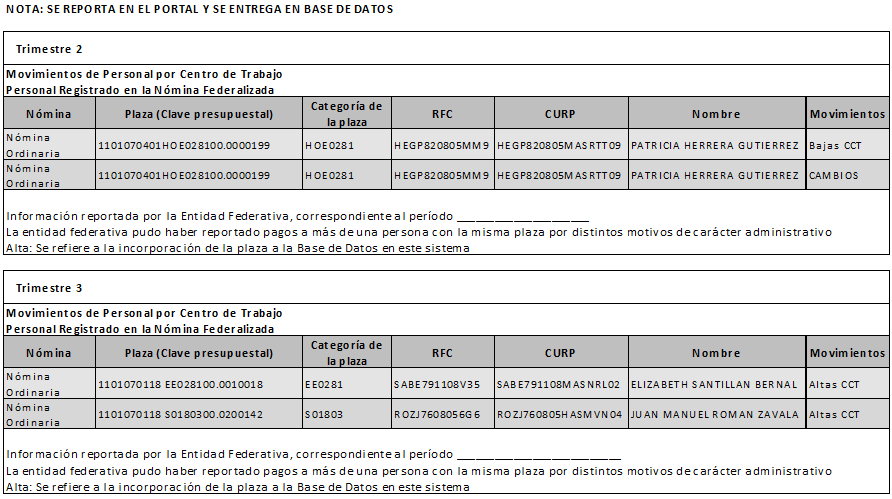 NOTA: SE REPORTA EN EL PORTAL Y SE ENTREGA EN BASE DE DATOS
Trimestre 2
Movimientos de Personal por Centro de Trabajo
Personal Registrado en la Nómina Federalizada
Nómina Plaza (Clave presupuestal) Categoría de la plaza RFC CURP Nombre Movimientos
Nómina Ordinaria 1101070401HOE028100.0000199 HOE0281 HEGP820805MM9 HEGP820805MASRTT09 PATRICIA HERRERA GUTIERREZ Bajas CCT
Nómina Ordinaria 1101070401HOE028100.0000199 HOE0281 HEGP820805MM9 HEGP820805MASRTT09 PATRICIA HERRERA GUTIERREZ CAMBIOS
Información reportada por la Entidad Federativa, correspondiente al período ____________________
La entidad federativa pudo haber reportado pagos a más de una persona con la misma plaza por distintos motivos de carácter administrativo
Alta: Se refiere a la incorporación de la plaza a la Base de Datos en este sistema
Trimestre 3
Movimientos de Personal por Centro de Trabajo
Personal Registrado en la Nómina Federalizada
Nómina Plaza (Clave presupuestal) Categoría de la plaza RFC CURP Nombre Movimientos
Nómina Ordinaria 1101070118 EE028100.0010018 EE0281 SABE791108V35 SABE791108MASNRL02 ELIZABETH SANTILLAN BERNAL Altas CCT
Nómina Ordinaria 1101070118 S0180300.0200142 S01803 ROZJ7608056G6 ROZJ760805HASMVN04 JUAN MANUEL ROMAN ZAVALA Altas CCT
Información reportada por la Entidad Federativa, correspondiente al período _________________________
La entidad federativa pudo haber reportado pagos a más de una persona con la misma plaza por distintos motivos de carácter administrativo
Alta: Se refiere a la incorporación de la plaza a la Base de Datos en este sistema